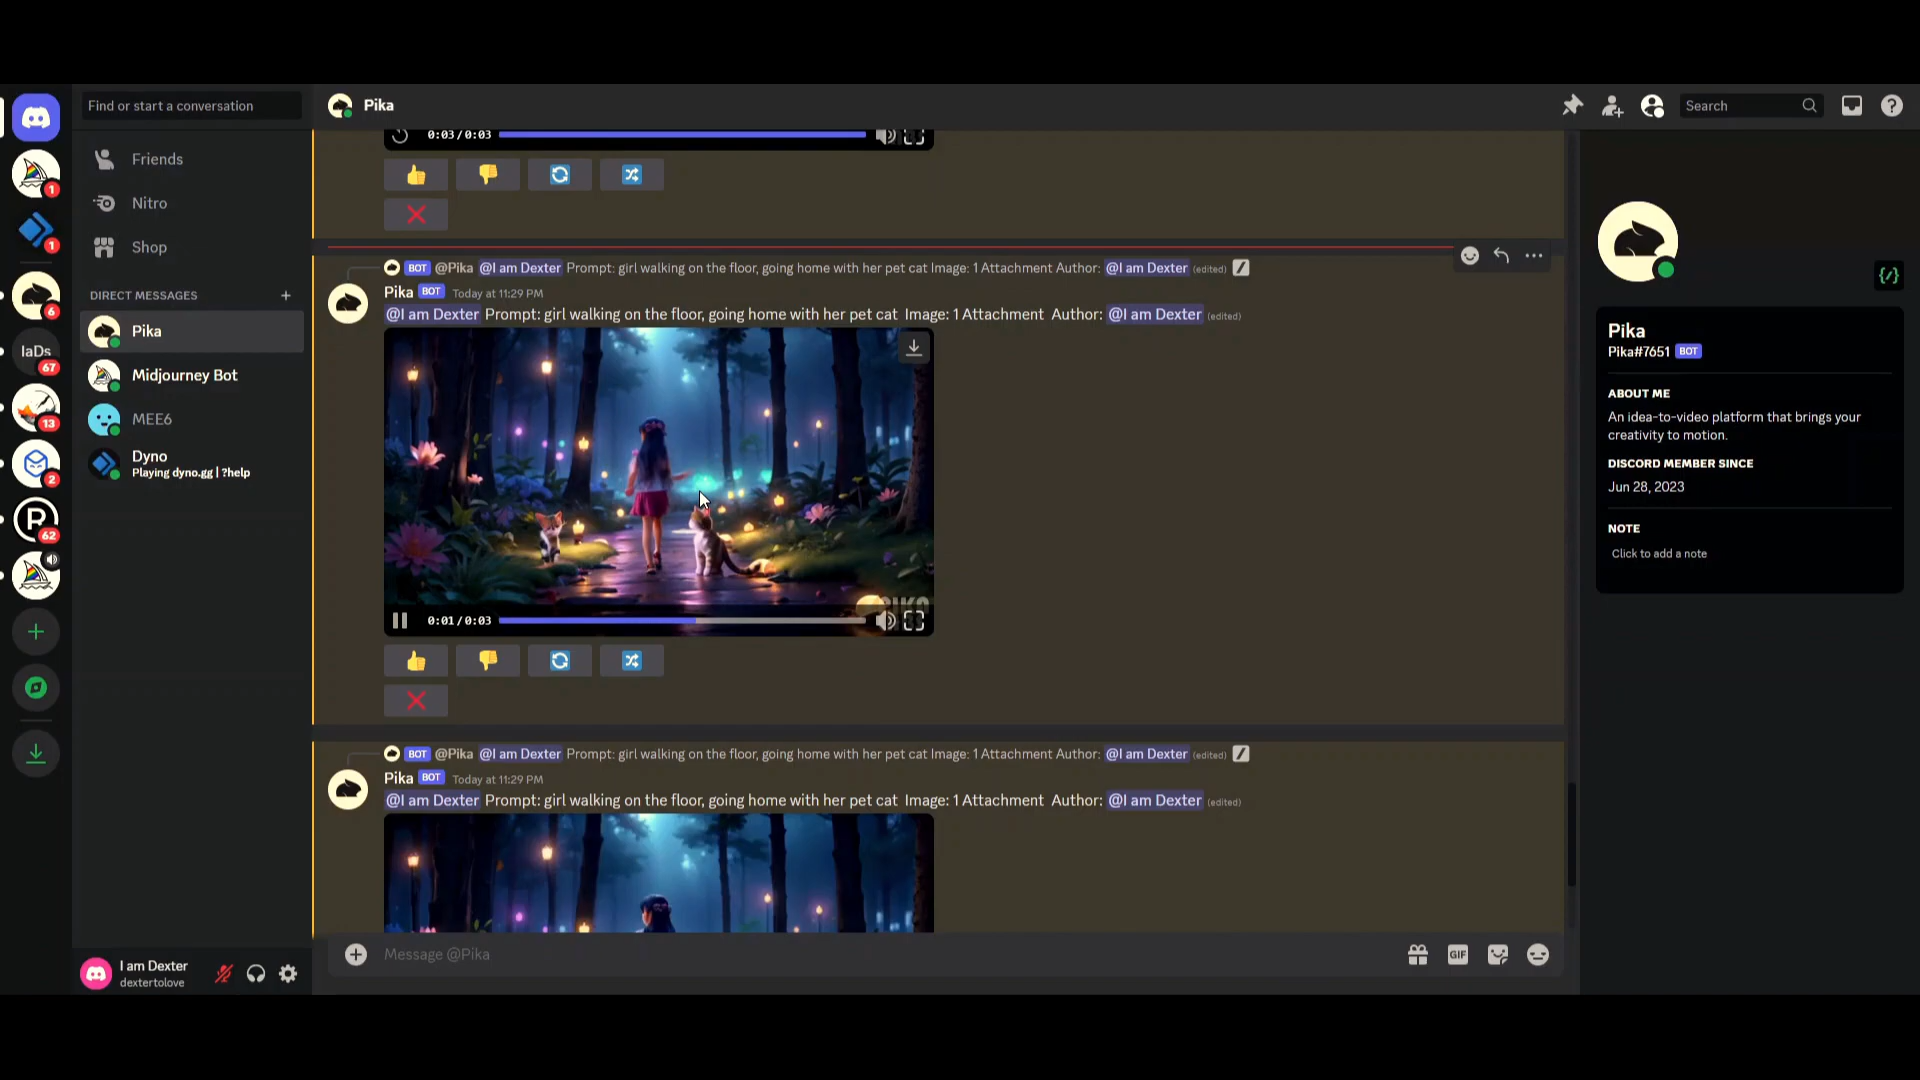 Find or start a conversation
Pika
Search
1
1
6
laDs
67
13
2
62
Friends
Nitro
Shop
DIRECT MESSAGES
Pika
Midjourney Bot
MEE6
Dyno
Playing dyno.gg | ?help
I am Dexter
dextertolove
0:03/0:03
BOT @Pika @I am Dexter Prompt: girl walking on the floor, going home with her pet cat Image: 1 Attachment Author: @I am Dexter (edited)
Pika BOT Today at 11:29 PM
@I am Dexter Prompt: girl walking on the floor, going home with her pet cat Image: 1 Attachment Author: @I am Dexter (edited)
0:01/0:03
BOT @Pika @I am Dexter Prompt: girl walking on the floor, going home with her pet cat Image: 1 Attachment Author: @I am Dexter (edited)
Pika BOT Today at 11:29 PM
@I am Dexter Prompt: girl walking on the floor, going home with her pet cat Image: 1 Attachment Author: @I am Dexter (edited)
Message @Pika
GIF
Pika
Pika#7651 BOT
ABOUT ME
An idea-to-video platform that brings your
creativity to motion.
DISCORD MEMBER SINCE
Jun 28, 2023
NOTE
Click to add a note